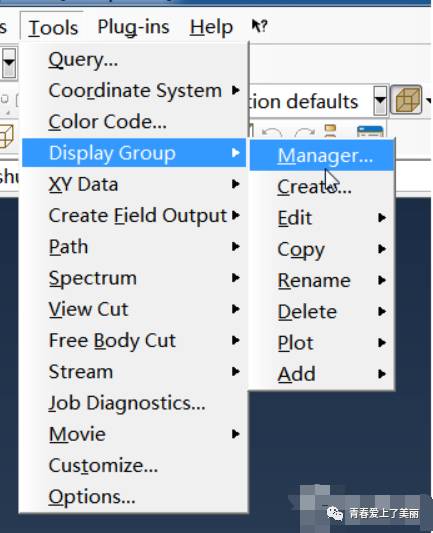 s Tools Plug-ins Help ?
Query...
Coordinate System
Color Code...
tion defaults
Display Group
Manager...
XY Data
Create...
Create Field Output
Edit
Path
Copy
Spectrum
Rename
View Cut
Delete
Free Body Cut
Plot
Stream
Add
Job Diagnostics...
Movie
Customize...
Options...
青春爱上了美丽